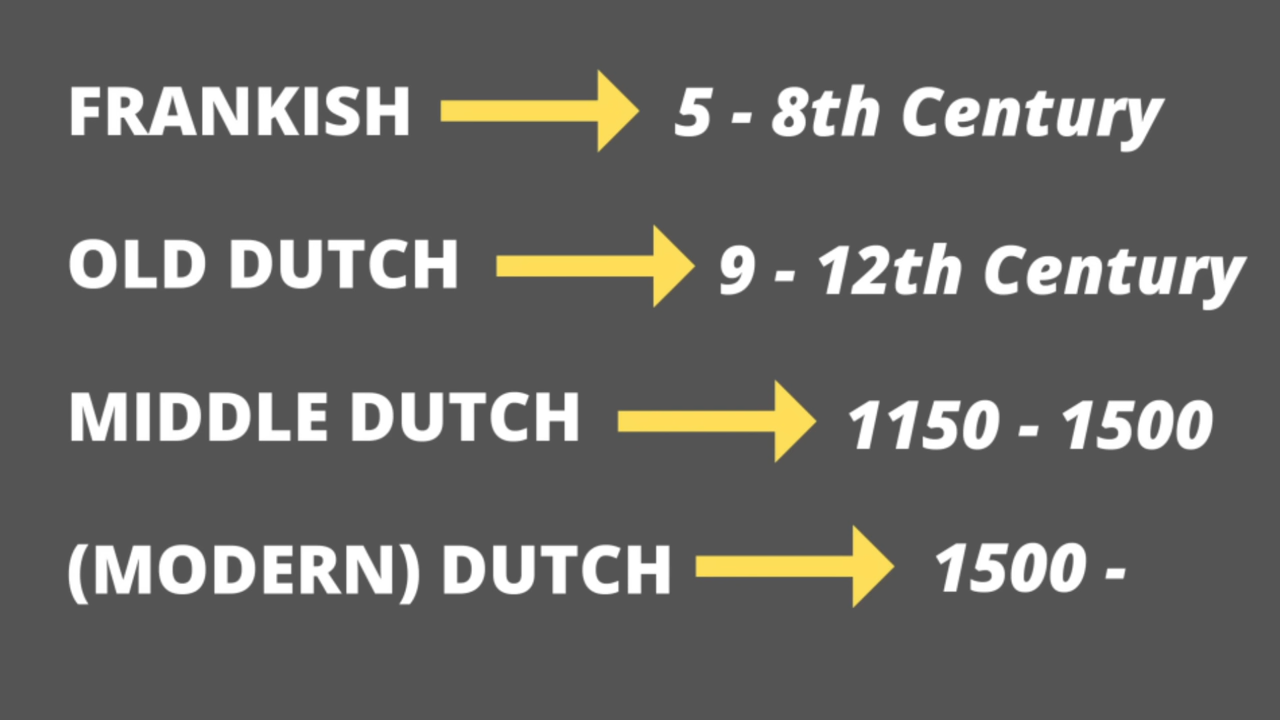 FRANKISH 5 - 8th Century
OLD DUTCH 9 - 12th Century
MIDDLE DUTCH 1150 - 1500
(MODERN) DUTCH 1500 -